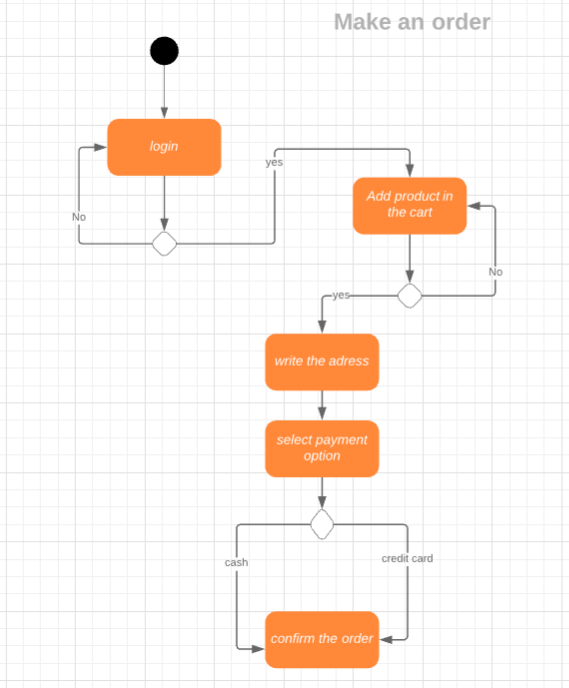 Make an order
login
yes
No
Add product in
the cart
No
yes
write the adress
select payment
option
cash
credit card
confirm the order